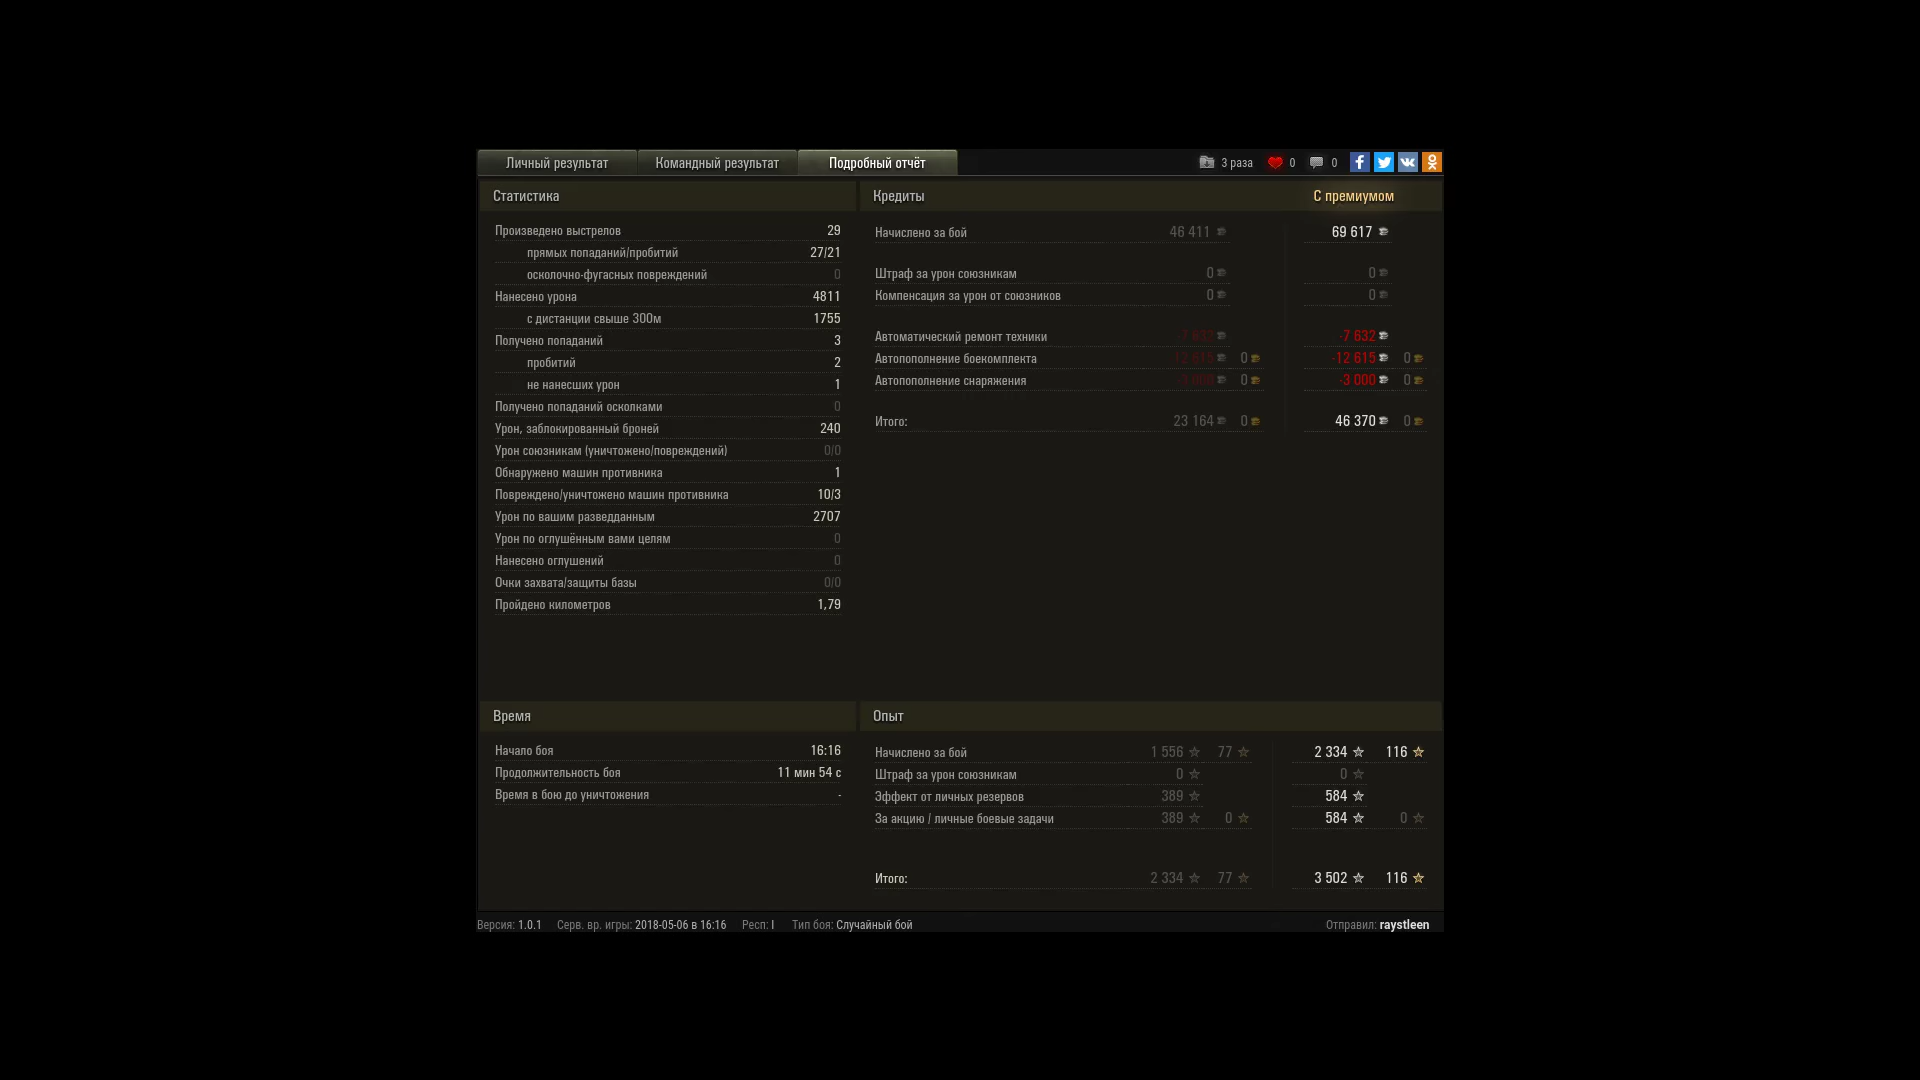 Личный результат Командный результат Подробный отчёт 3 раза 0 0
Статистика
Произведено выстрелов 29
прямых попаданий/пробитий 27/21
осколочно-фугасных повреждений 0
Нанесено урона 4811
с дистанции свыше 300м 1755
Получено попаданий 3
пробитий 2
не нанесших урон 1
Получено попаданий осколками 0
Урон, заблокированный броней 240
Урон союзникам (уничтожено/повреждений) 0/0
Обнаружено машин противника 1
Повреждено/уничтожено машин противника 10/3
Урон по вашим разведданным 2707
Урон по оглушённым вами целям 0
Нанесено оглушений 0
Очки захвата/защиты базы 0/0
Пройдено километров 1,79
Кредиты С премиумом
Начислено за бой 46 411 69 617
Штраф за урон союзникам 0 0
Компенсация за урон от союзников 0 0
Автоматический ремонт техники -7 632 -7 632
Автопополнение боекомплекта -12 615 0 -12 615 0
Автопополнение снаряжения -3 000 0 -3 000 0
Итого: 23 164 0 46 370 0
Время
Начало боя 16:16
Продолжительность боя 11 мин 54 с
Время в бою до уничтожения -
Опыт
Начислено за бой 1 556 77 2 334 116
Штраф за урон союзникам 0 0
Эффект от личных резервов 389 584
За акцию / личные боевые задачи 389 0 584 0
Итого: 2 334 77 3 502 116
Версия: 1.0.1 Серв. вр. игры: 2018-05-06 в 16:16 Респ: I Тип боя: Случайный бой Отправил: raystleen